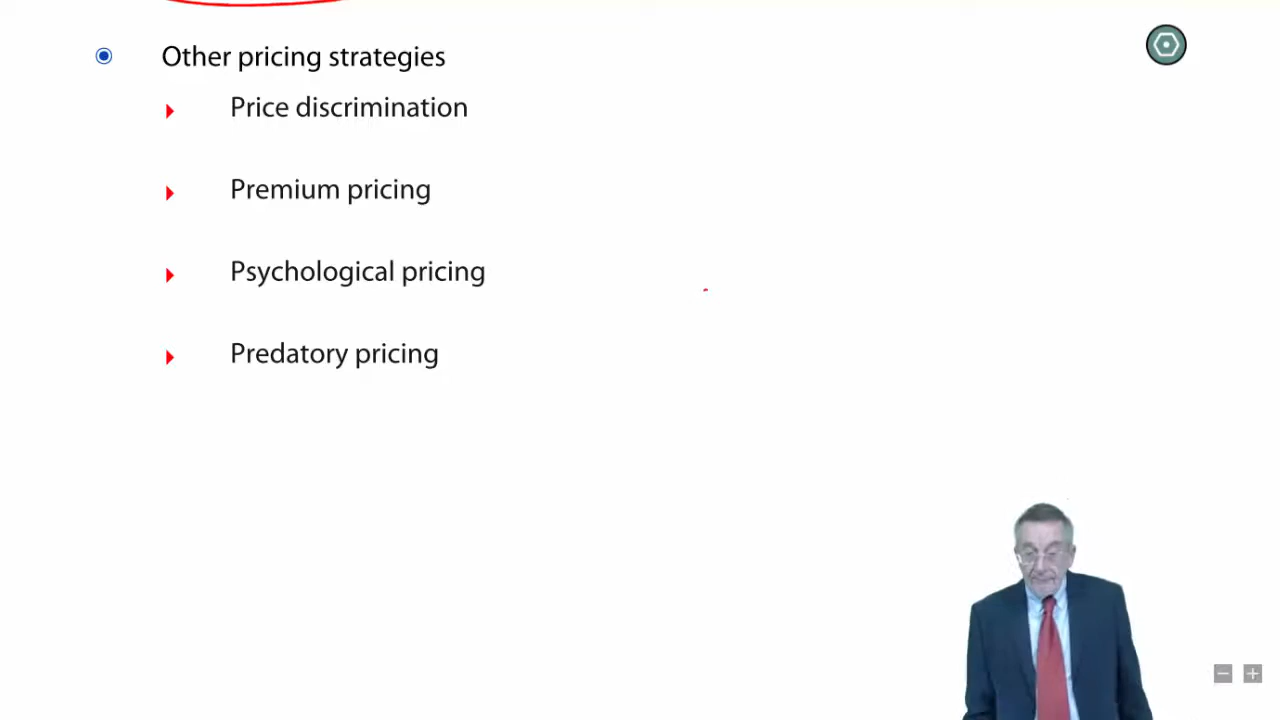 Other pricing strategies
Price discrimination
Premium pricing
Psychological pricing
Predatory pricing